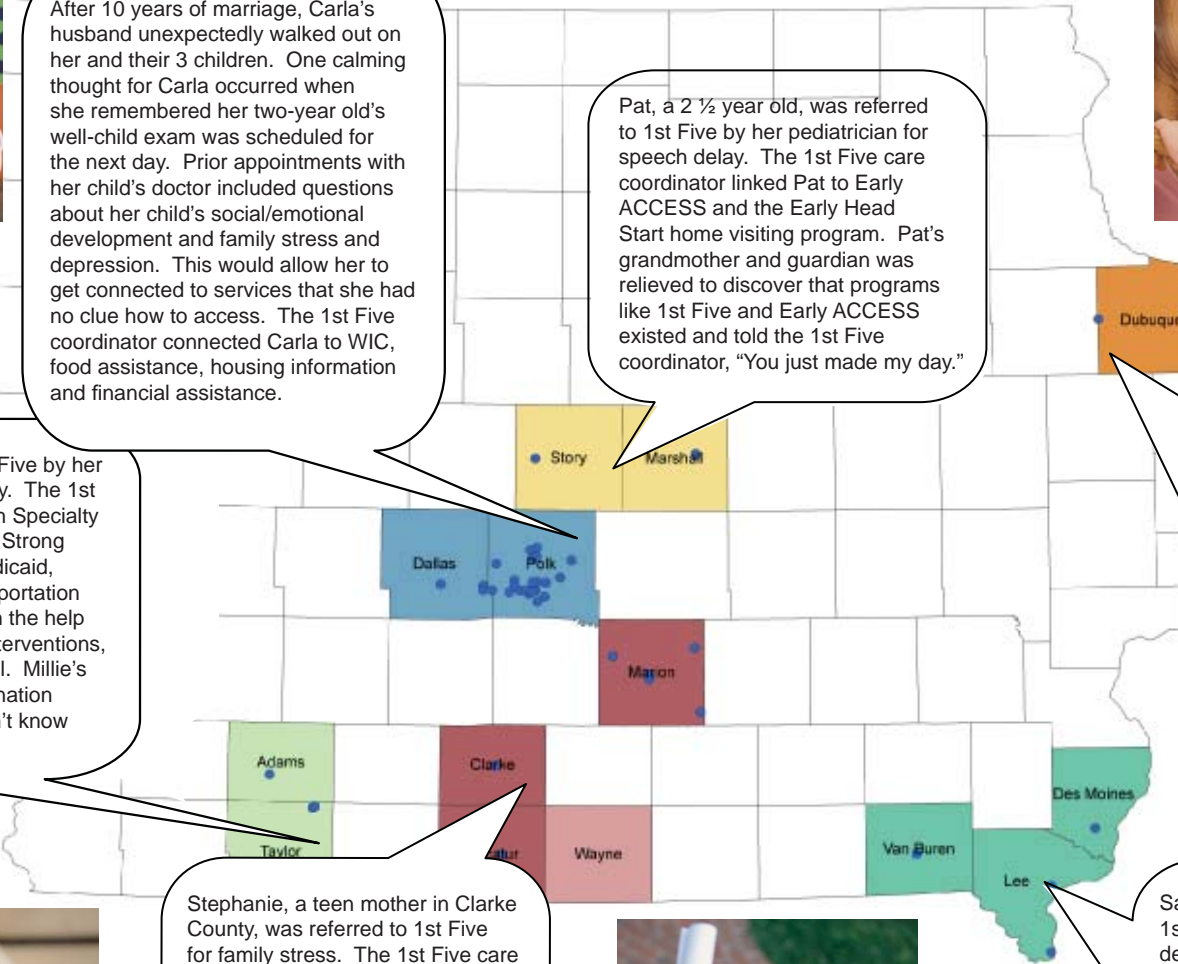 After 10 years of marriage, Carla's
husband unexpectedly walked out on
her and their 3 children. One calming
thought for Carla occurred when
she remembered her two-year old's
well-child exam was scheduled for
the next day. Prior appointments with
her child's doctor included questions
about her child's social/emotional
development and family stress and
depression. This would allow her to
get connected to services that she had
no clue how to access. The 1st Five
coordinator connected Carla to WIC,
food assistance, housing information
and financial assistance.
Pat, a 2 ½ year old, was referred
to 1st Five by her pediatrician for
speech delay. The 1st Five care
coordinator linked Pat to Early
ACCESS and the Early Head
Start home visiting program. Pat's
grandmother and guardian was
relieved to discover that programs
like 1st Five and Early ACCESS
existed and told the 1st Five
coordinator, "You just made my day."
Dubuque
Five by her
y. The 1st
Specialty
Strong
dicaid,
portation
the help
terventions,
l. Millie's
nation
't know
Story
Marshall
Dallas
Polk
Marion
Adams
Clarke
Des Moines
Taylor
atur
Wayne
Van Buren
Lee
Stephanie, a teen mother in Clarke
County, was referred to 1st Five
for family stress. The 1st Five care
Sa
1s
de